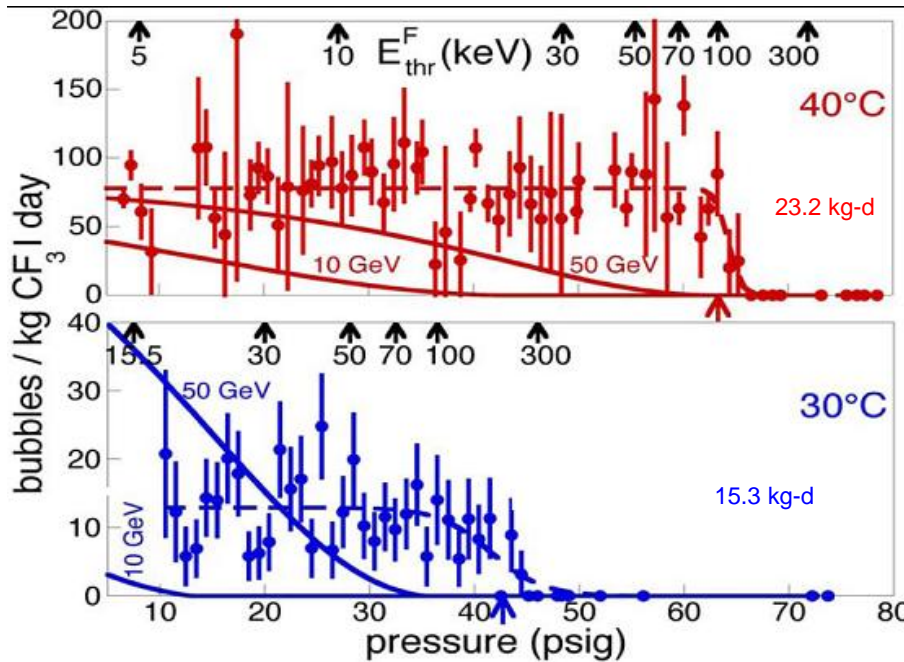 bubbles / kg CF3I day
200
150
100
50
0
5 10 E^F_thr (keV) 30 50 70 100 300
40°C
23.2 kg-d
10 GeV
50 GeV
40
30
20
10
0
15.5 30 50 70 100 300
50 GeV
30°C
15.3 kg-d
10 GeV
10 20 30 40 50 60 70 80
pressure (psig)